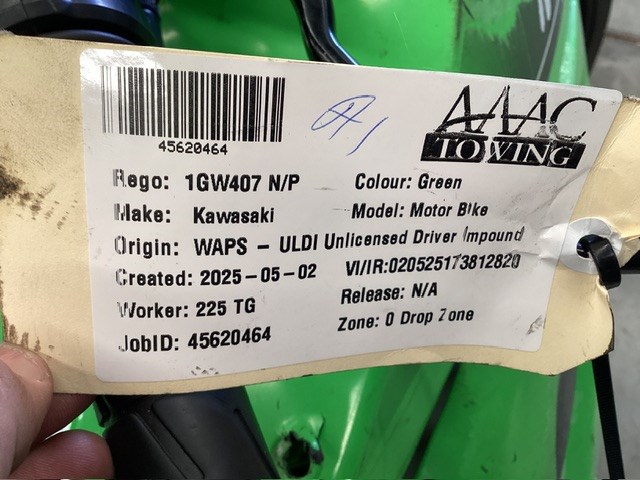 45620464
AAAC
TOWING
Rego: 1GW407 N/P
Colour: Green
Make: Kawasaki
Model: Motor Bike
Origin: WAPS - ULDI Unlicensed Driver Impound
Created: 2025-05-02
VI/IR:020525173812820
Worker: 225 TG
Release: N/A
JobID: 45620464
Zone: 0 Drop Zone